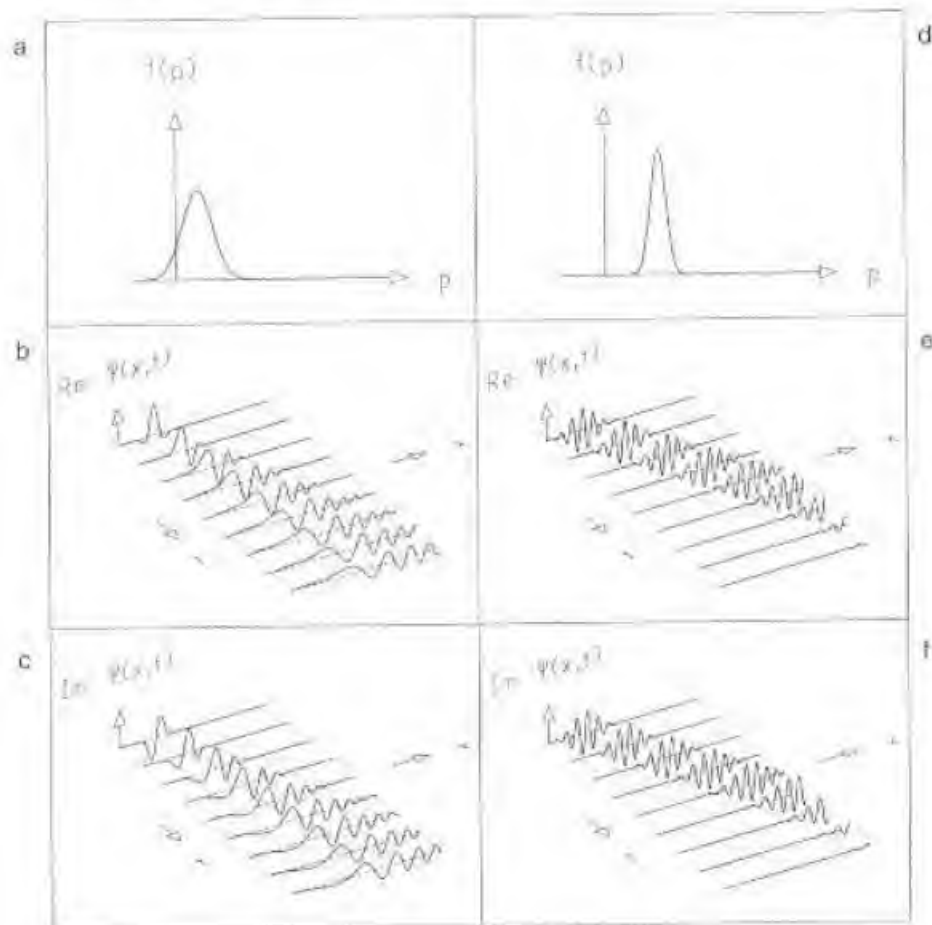 a
f(p)
p
d
f(p)
p
b
Re Ψ(x,t)
x
t
e
Re Ψ(x,t)
x
t
c
Im Ψ(x,t)
x
t
f
Im Ψ(x,t)
x
t